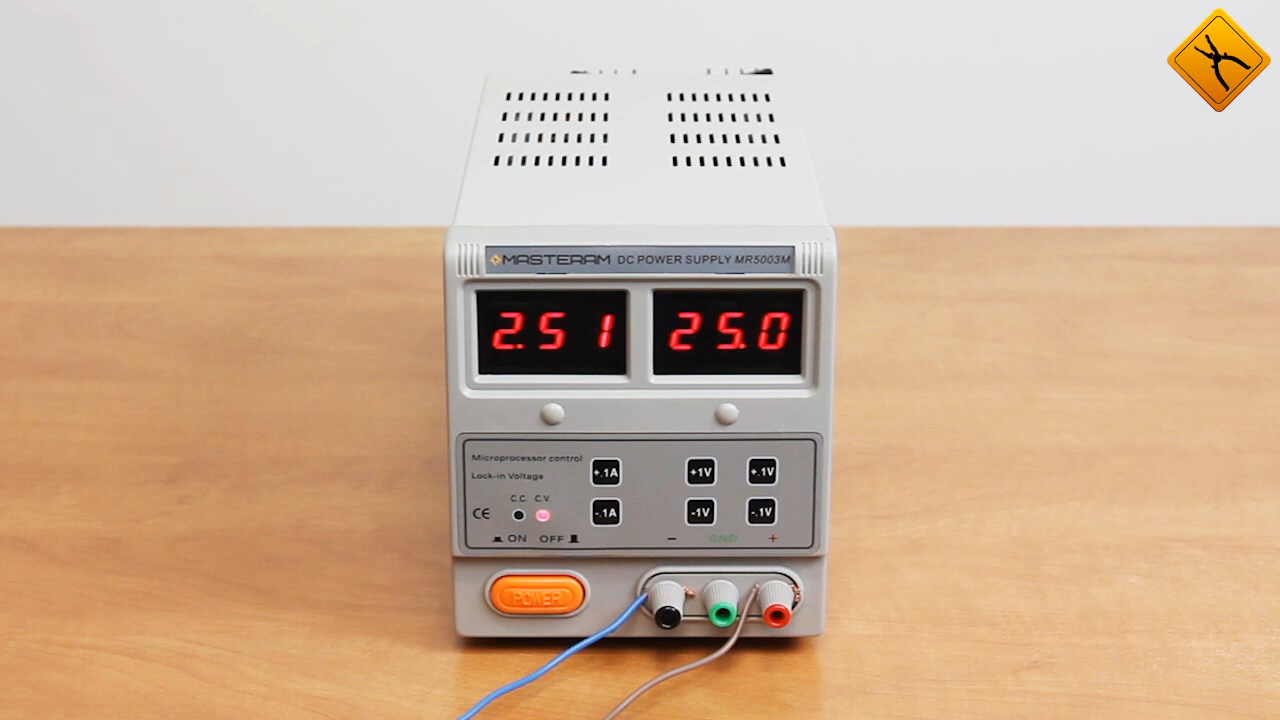 MASTERAM DC POWER SUPPLY MR5003M
2.51 25.0
Microprocessor control
Lock-in Voltage
+.1A +1V +.1V
C.C. C.V.
CE -.1A -1V -.1V
ON OFF - GND +
POWER